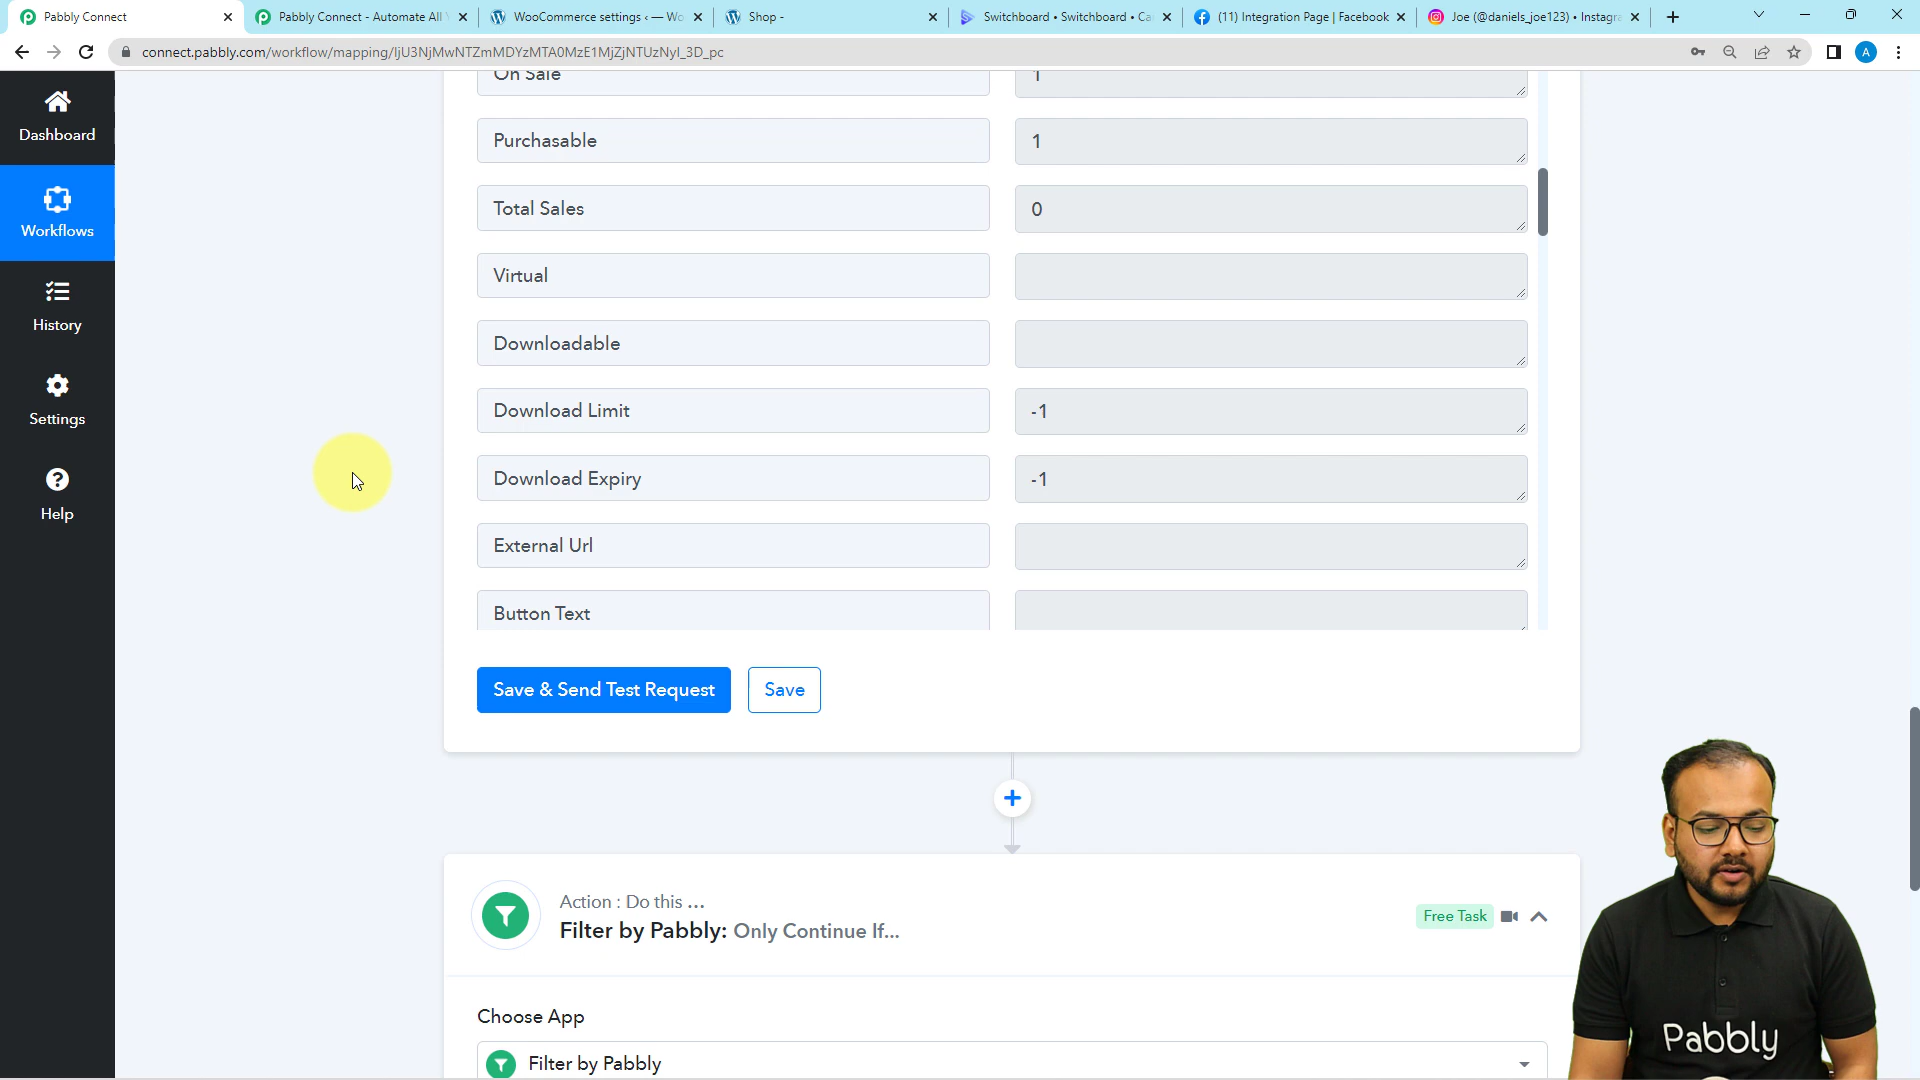 Pabbly Connect
Pabbly Connect - Automate All
WooCommerce settings ‹ — Wo
Shop -
Switchboard • Switchboard • Ca
(11) Integration Page | Facebook
Joe (@daniels_joe123) • Instagra
connect.pabbly.com/workflow/mapping/IjU3NjMwNTZmMDYzMTA0MzE1MjZjNTUzNyI_3D_pc
A
Dashboard
Workflows
History
Settings
Help
On Sale
1
Purchasable
1
Total Sales
0
Virtual
Downloadable
Download Limit
-1
Download Expiry
-1
External Url
Button Text
Save & Send Test Request
Save
Action : Do this ...
Filter by Pabbly: Only Continue If...
Free Task
Choose App
Filter by Pabbly
Pabbly